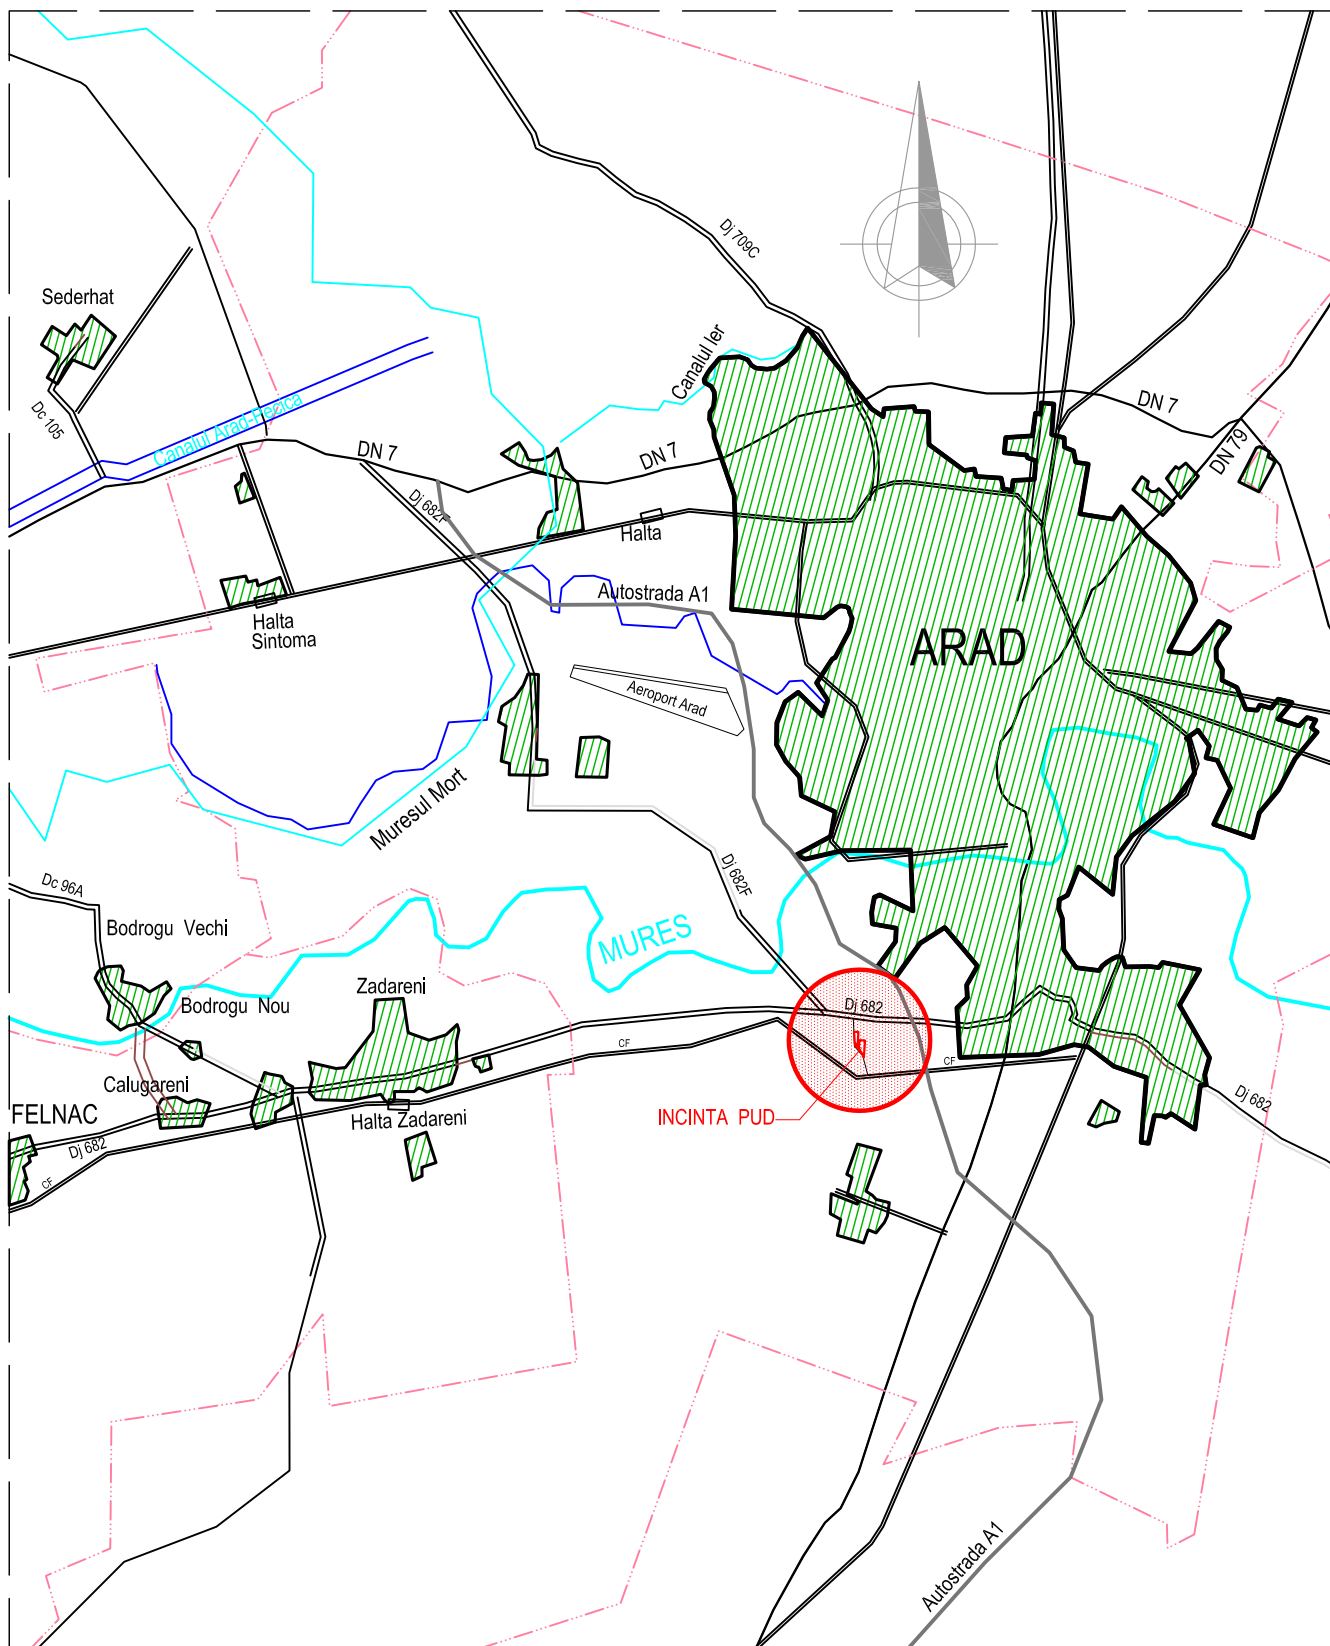 Dj 709C
Sederhat
Canalul Ier
Dc 105
Canalul Arad-Pecica
DN 7
DN 7
DN 7
DN 79
Dj 682F
Halta
Autostrada A1
Halta
Sintoma
ARAD
Aeroport Arad
Muresul Mort
Dj 682F
Dc 96A
Bodrogu Vechi
MURES
Zadareni
Bodrogu Nou
Dj 682
CF
CF
Calugareni
FELNAC
Halta Zadareni
INCINTA PUD
Dj 682
Dj 682
CF
Autostrada A1